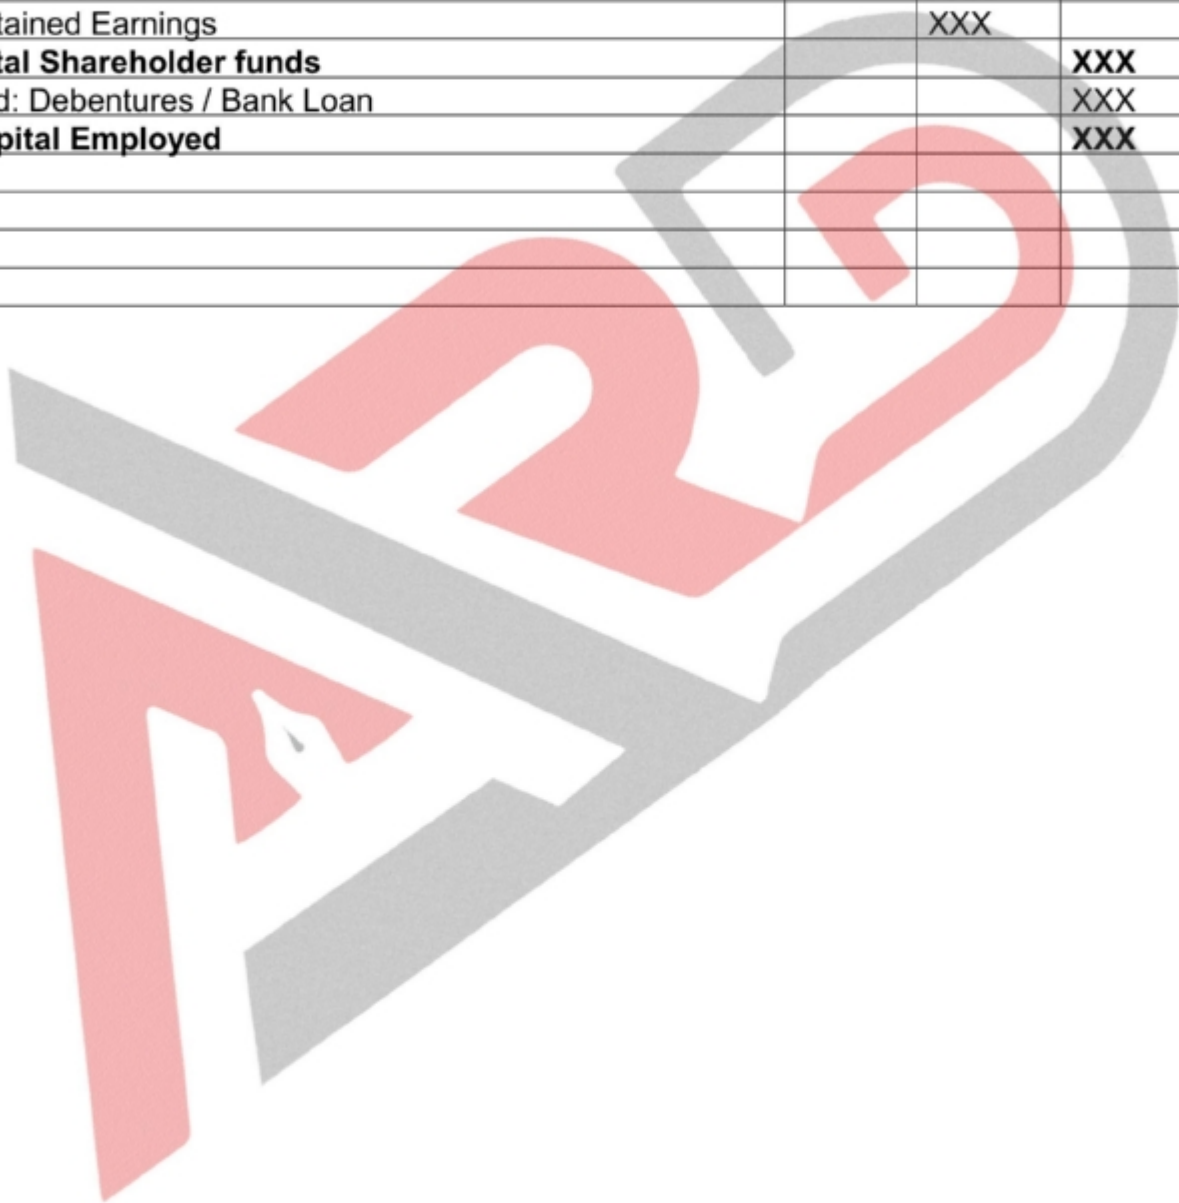 tained Earnings XXX
tal Shareholder funds XXX
d: Debentures / Bank Loan XXX
pital Employed XXX